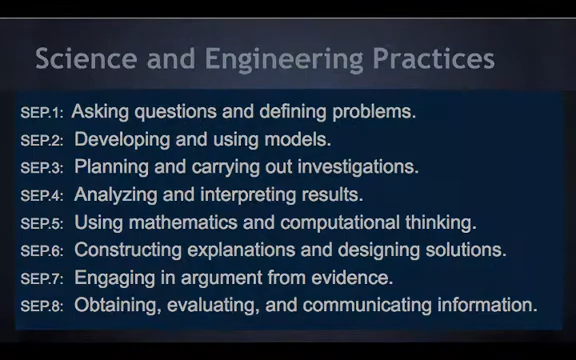 Science and Engineering Practices
SEP.1: Asking questions and defining problems.
SEP.2: Developing and using models.
SEP.3: Planning and carrying out investigations.
SEP.4: Analyzing and interpreting results.
SEP.5: Using mathematics and computational thinking.
SEP.6: Constructing explanations and designing solutions.
SEP.7: Engaging in argument from evidence.
SEP.8: Obtaining, evaluating, and communicating information.